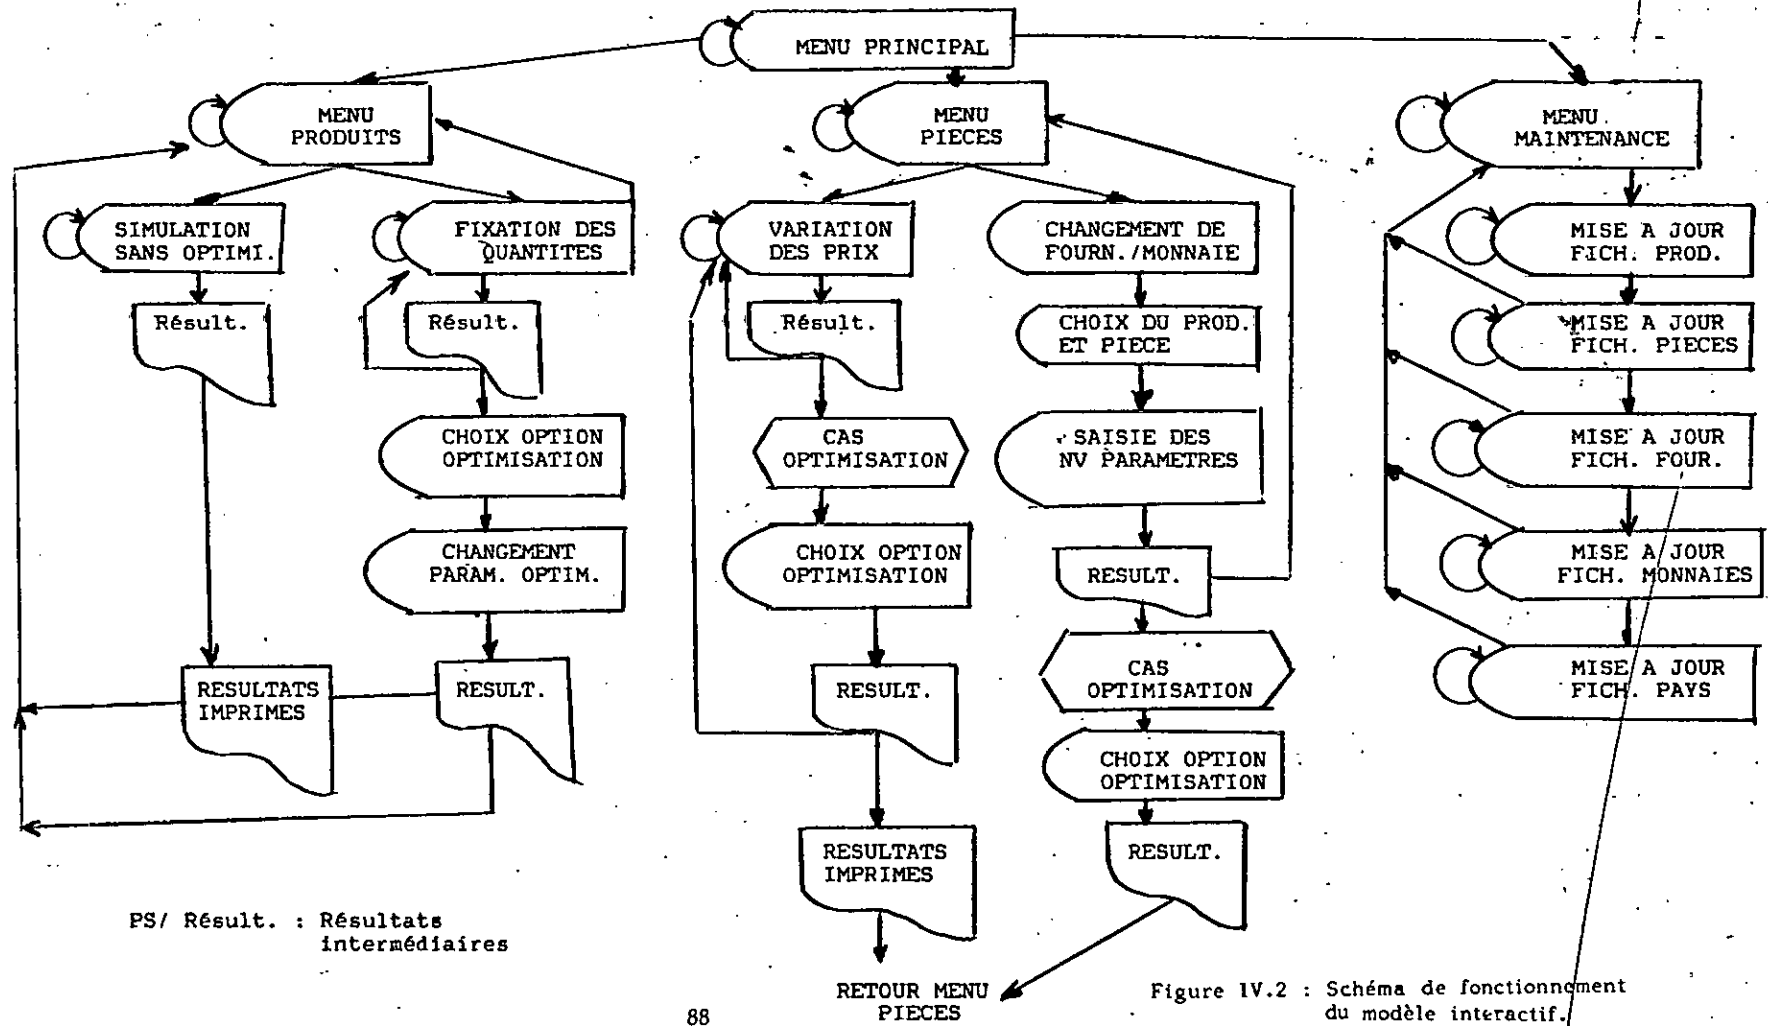 MENU PRINCIPAL
MENU
PRODUITS
SIMULATION
SANS OPTIMI.
Résult.
RESULTATS
IMPRIMES
FIXATION DES
QUANTITES
Résult.
CHOIX OPTION
OPTIMISATION
CHANGEMENT
PARAM. OPTIM.
RESULT.
MENU
PIECES
VARIATION
DES PRIX
Résult.
CAS
OPTIMISATION
CHOIX OPTION
OPTIMISATION
RESULT.
RESULTATS
IMPRIMES
CHANGEMENT DE
FOURN./MONNAIE
CHOIX DU PROD.
ET PIECE
SAISIE DES
NV PARAMETRES
RESULT.
CAS
OPTIMISATION
CHOIX OPTION
OPTIMISATION
RESULT.
RETOUR MENU
PIECES
MENU
MAINTENANCE
MISE A JOUR
FICH. PROD.
MISE A JOUR
FICH. PIECES
MISE A JOUR
FICH. FOUR.
MISE A JOUR
FICH. MONNAIES
MISE A JOUR
FICH. PAYS
PS/ Résult. : Résultats
intermédiaires
Figure 1V.2 : Schéma de fonctionnement
du modèle interactif.
88